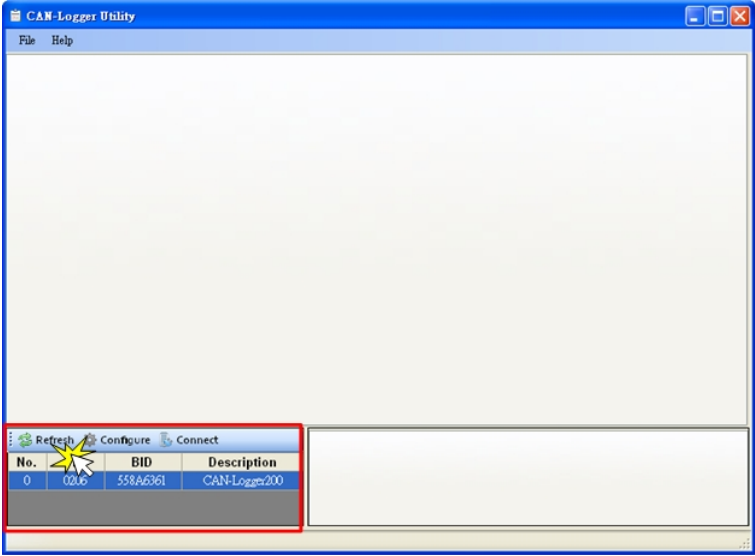 CAN-Logger Utility
File Help
Refresh Configure Connect
No. BID Description
0 0206 558A6361 CAN-Logger200